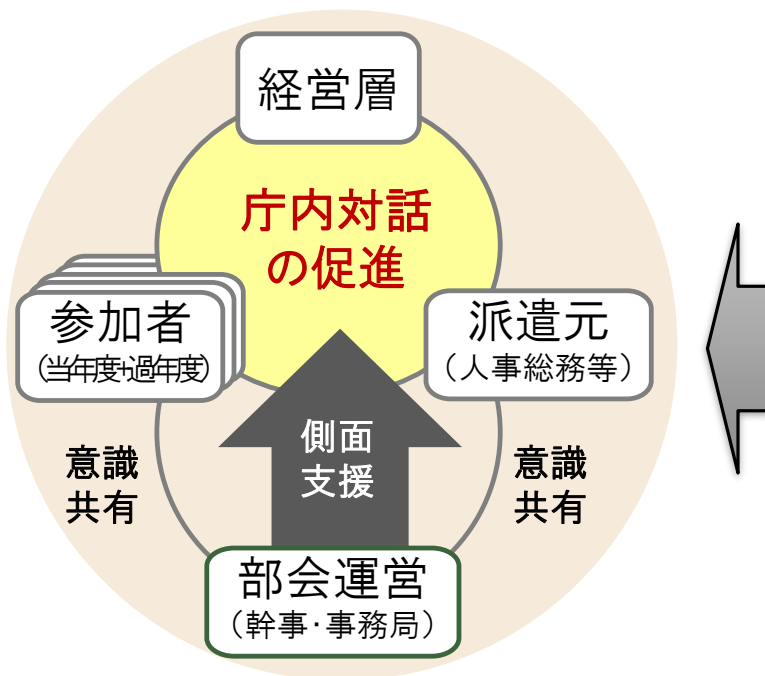 経営層
庁内対話
の促進
参加者
（当年度+過年度）
派遣元
（人事総務等）
側面
支援
意識
共有
意識
共有
部会運営
（幹事・事務局）